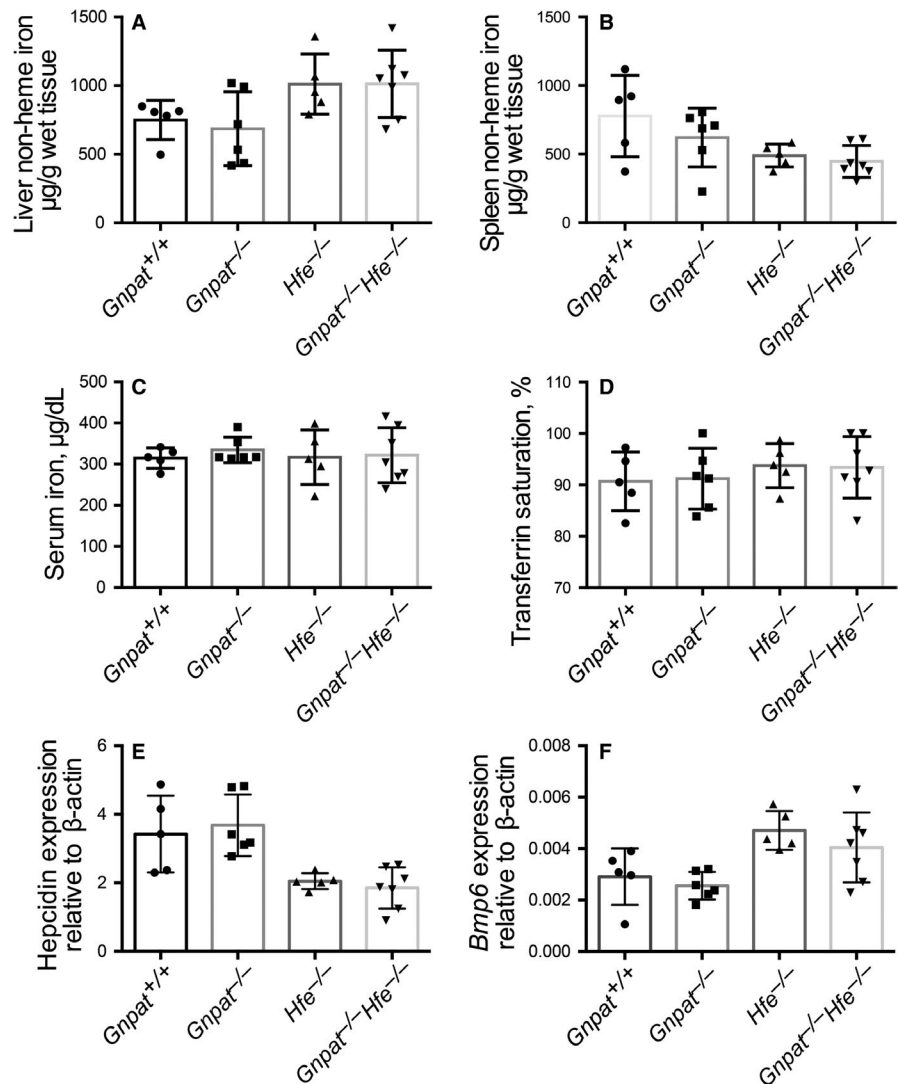 A
Liver non-heme iron
µg/g wet tissue
1500
1000
500
0
Gnpat+/+
Gnpat−/−
Hfe−/−
Gnpat−/−Hfe−/−
B
Spleen non-heme iron
µg/g wet tissue
1500
1000
500
0
Gnpat+/+
Gnpat−/−
Hfe−/−
Gnpat−/−Hfe−/−
C
Serum iron, µg/dL
500
400
300
200
100
0
Gnpat+/+
Gnpat−/−
Hfe−/−
Gnpat−/−Hfe−/−
D
Transferrin saturation, %
110
100
90
80
70
Gnpat+/+
Gnpat−/−
Hfe−/−
Gnpat−/−Hfe−/−
E
Hepcidin expression
relative to β-actin
6
4
2
0
Gnpat+/+
Gnpat−/−
Hfe−/−
Gnpat−/−Hfe−/−
F
Bmp6 expression
relative to β-actin
0.008
0.006
0.004
0.002
0.000
Gnpat+/+
Gnpat−/−
Hfe−/−
Gnpat−/−Hfe−/−